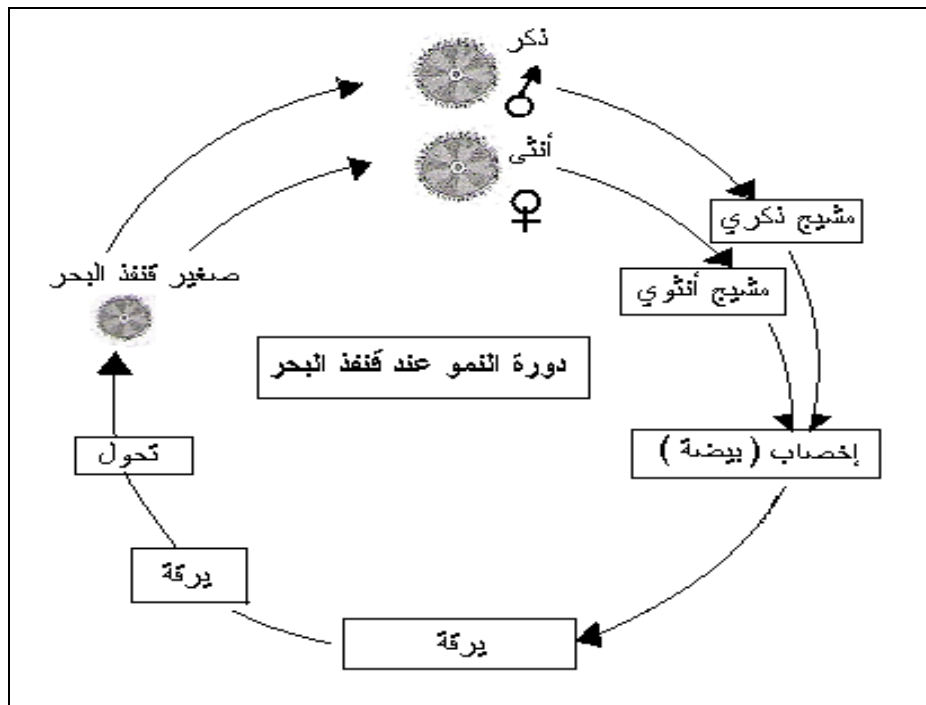 ذكر
أنثى
مشيج ذكري
مشيج أنثوي
صغير قنفذ البحر
دورة النمو عند قنفذ البحر
إخصاب ( بيضة )
تحول
يرقة
يرقة